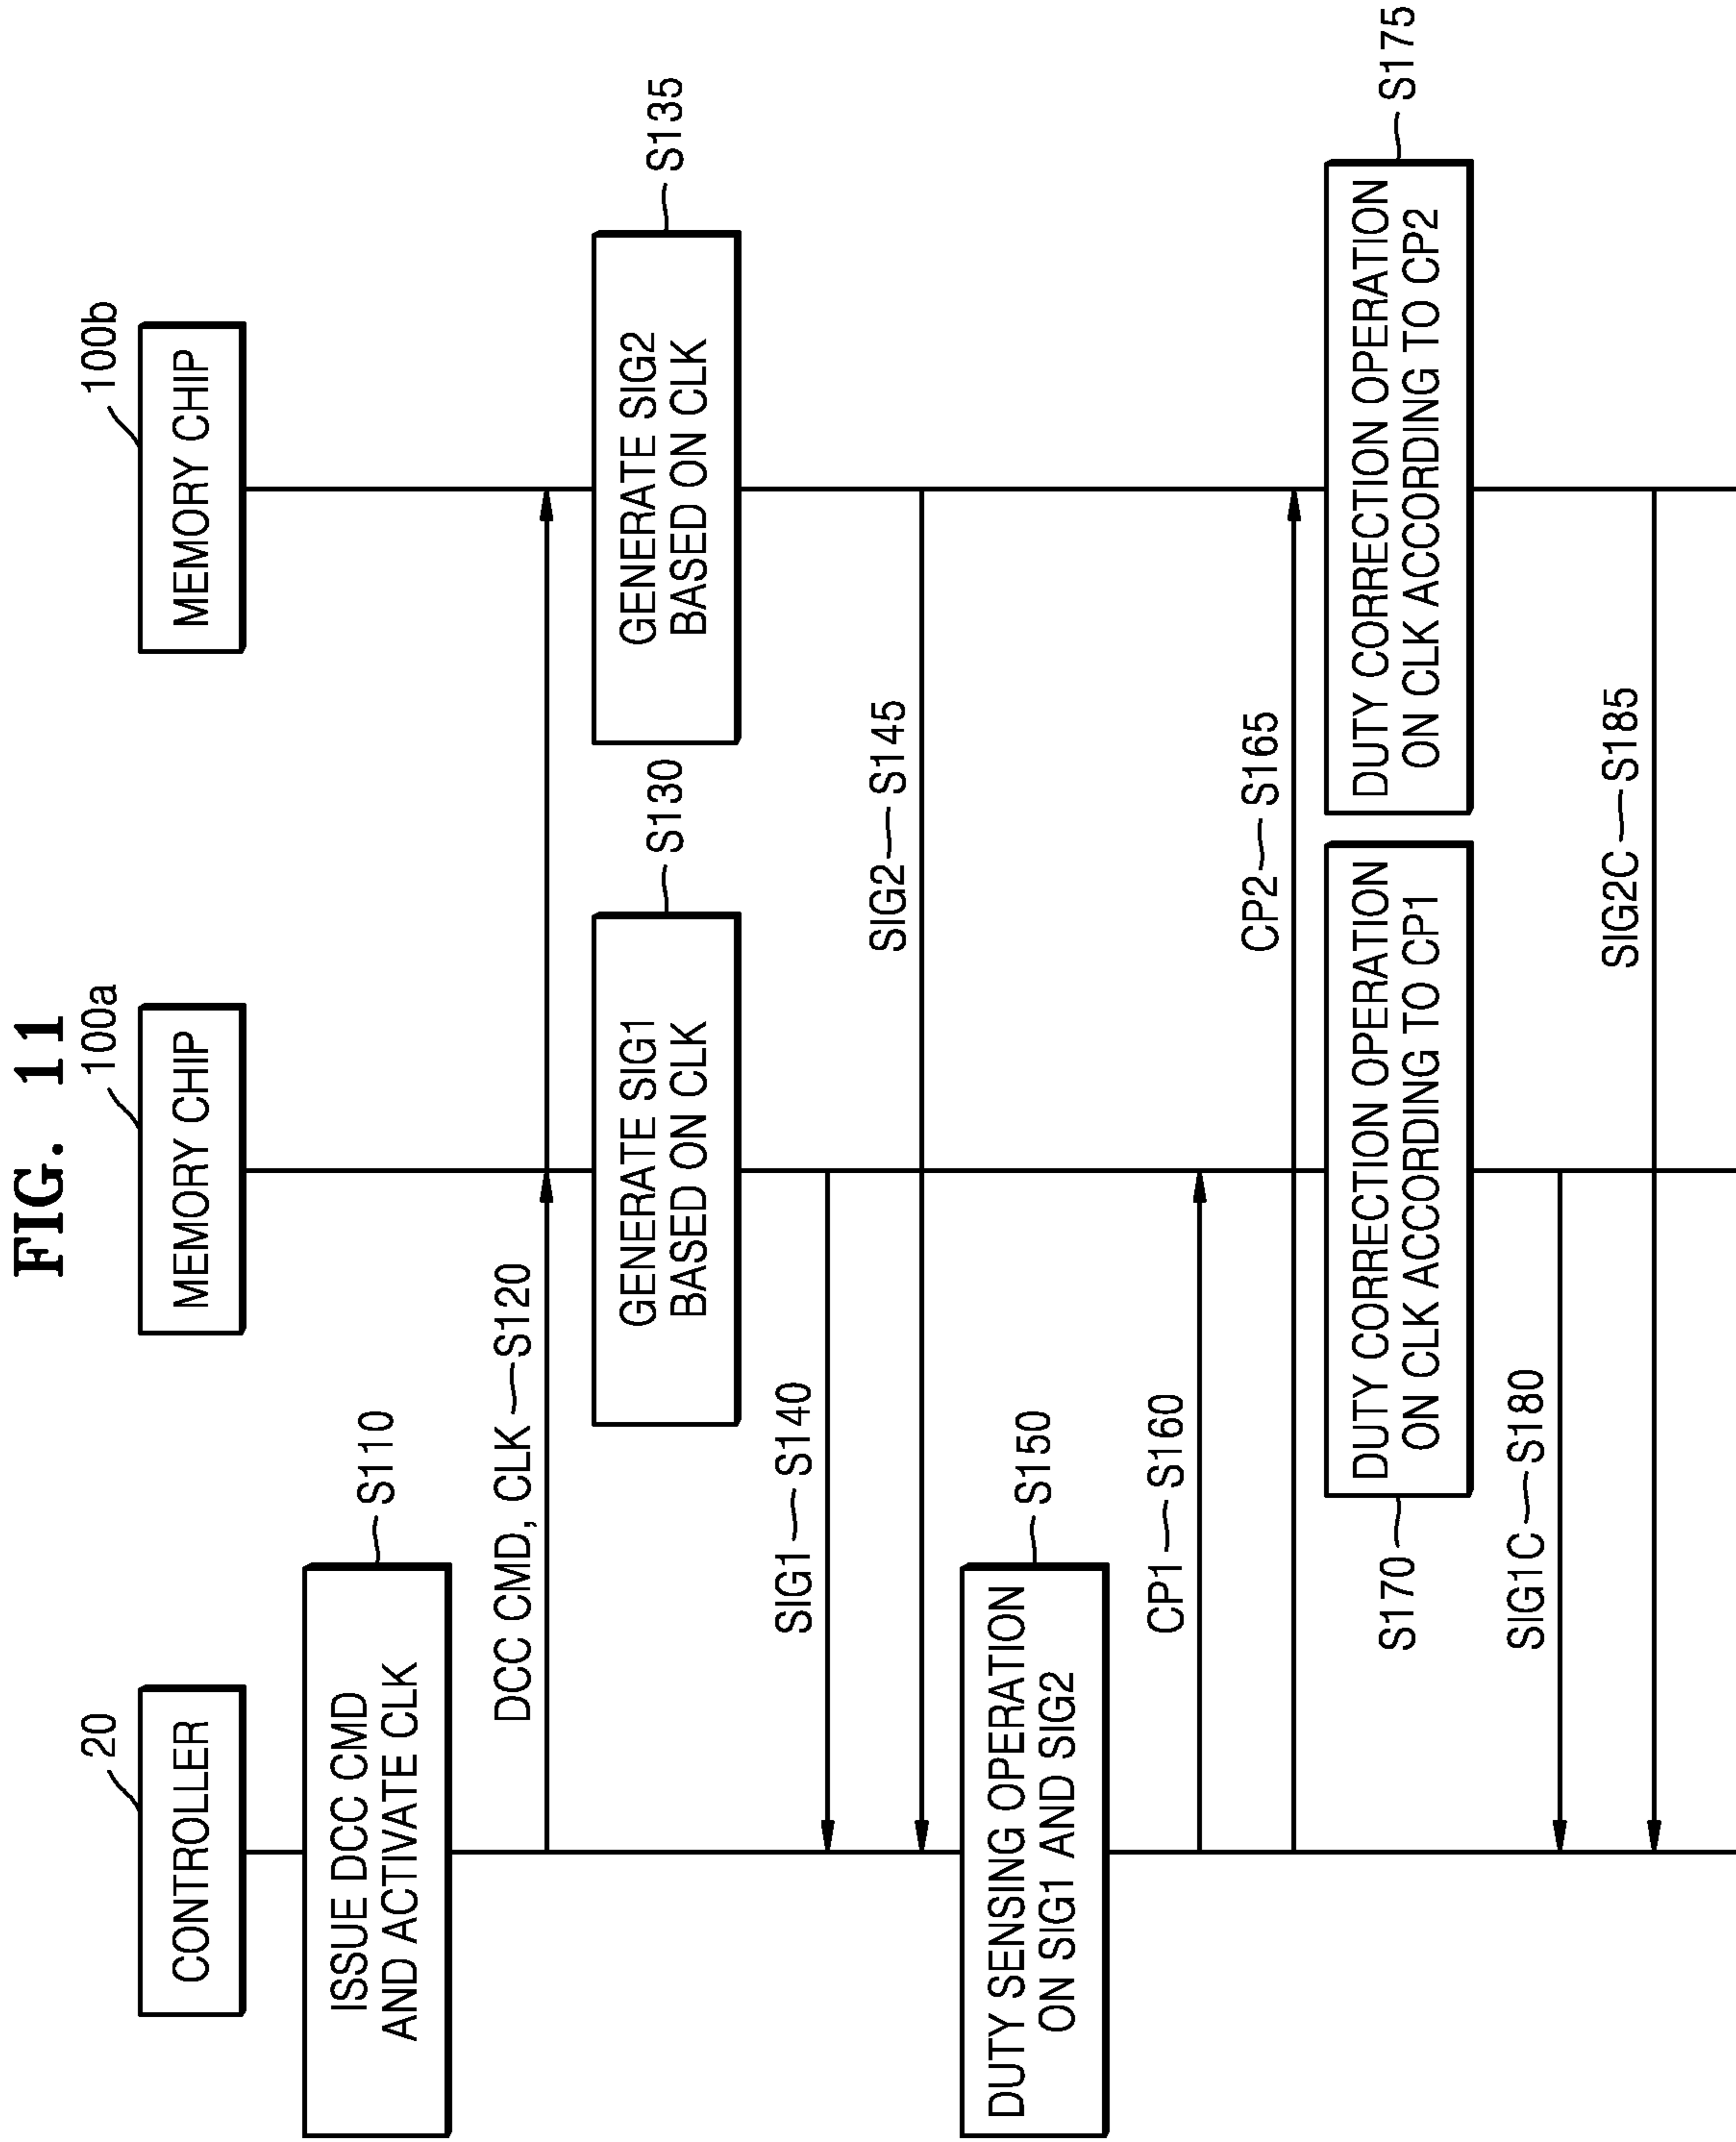 FIG. 11
20
100a
100b
CONTROLLER
MEMORY CHIP
MEMORY CHIP
ISSUE DCC CMD
AND ACTIVATE CLK
S110
DCC CMD, CLK
S120
GENERATE SIG1
BASED ON CLK
S130
GENERATE SIG2
BASED ON CLK
S135
SIG1
S140
SIG2
S145
DUTY SENSING OPERATION
ON SIG1 AND SIG2
S150
CP1
S160
CP2
S165
S170
DUTY CORRECTION OPERATION
ON CLK ACCORDING TO CP1
DUTY CORRECTION OPERATION
ON CLK ACCORDING TO CP2
S175
SIG1C
S180
SIG2C
S185